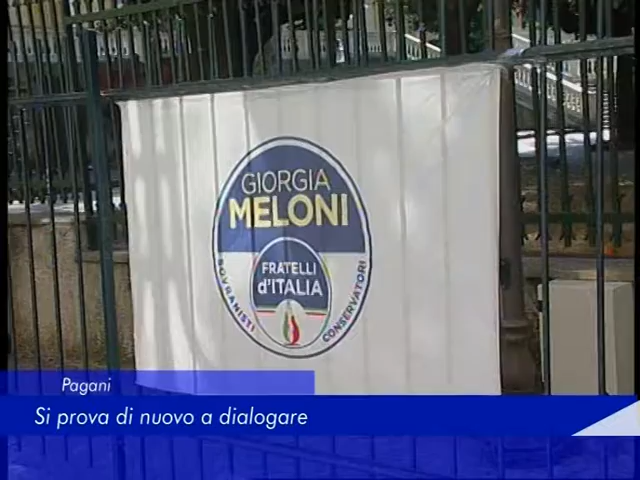 GIORGIA
MELONI
FRATELLI
d'ITALIA
SOVRANISTI
CONSERVATORI
Pagani
Si prova di nuovo a dialogare